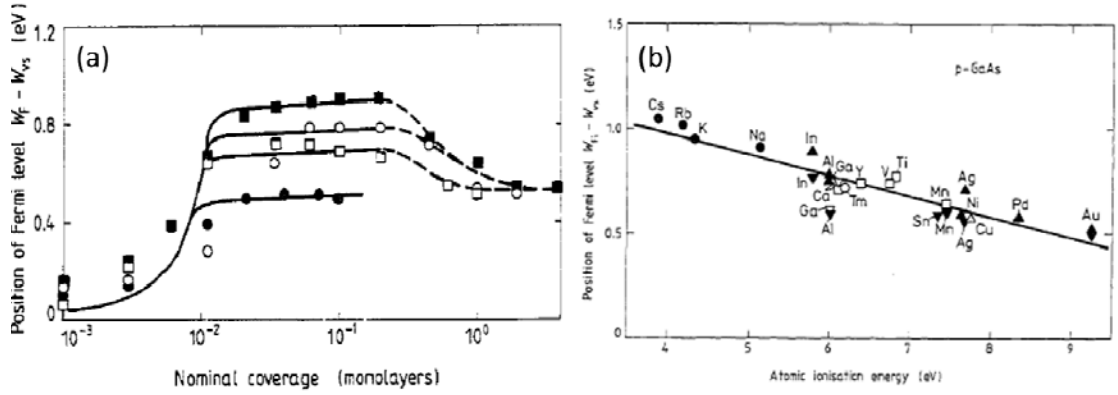 (a)
Position of Fermi level W_F – W_vs (eV)
1.2
0.8
0.4
0
10⁻³
10⁻²
10⁻¹
10⁰
Nominal coverage (monolayers)
(b)
p-GaAs
Position of Fermi level W_Fi – W_vs (eV)
1.5
1.0
0.5
0
Cs
Rb
K
Na
In
Al
Ga
Y
V
Ti
In
Ca
Tm
Ga
Al
Ag
Mn
Ni
Pd
Au
Sn
Mn
Cu
Ag
4
5
6
7
8
9
Atomic ionisation energy (eV)